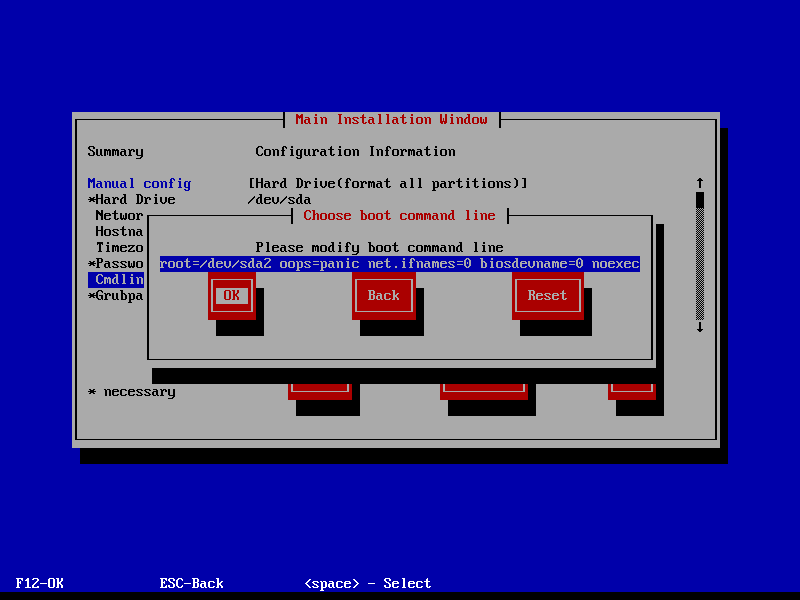 Main Installation Window
Summary Configuration Information
Manual config [Hard Drive(format all partitions)]
*Hard Drive /dev/sda
Networ Choose boot command line
Hostna
Timezo Please modify boot command line
*Passwo root=/dev/sda2 oops=panic net.ifnames=0 biosdevname=0 noexec
Cmdlin
*Grubpa OK Back Reset
* necessary
F12-OK ESC-Back <space> - Select